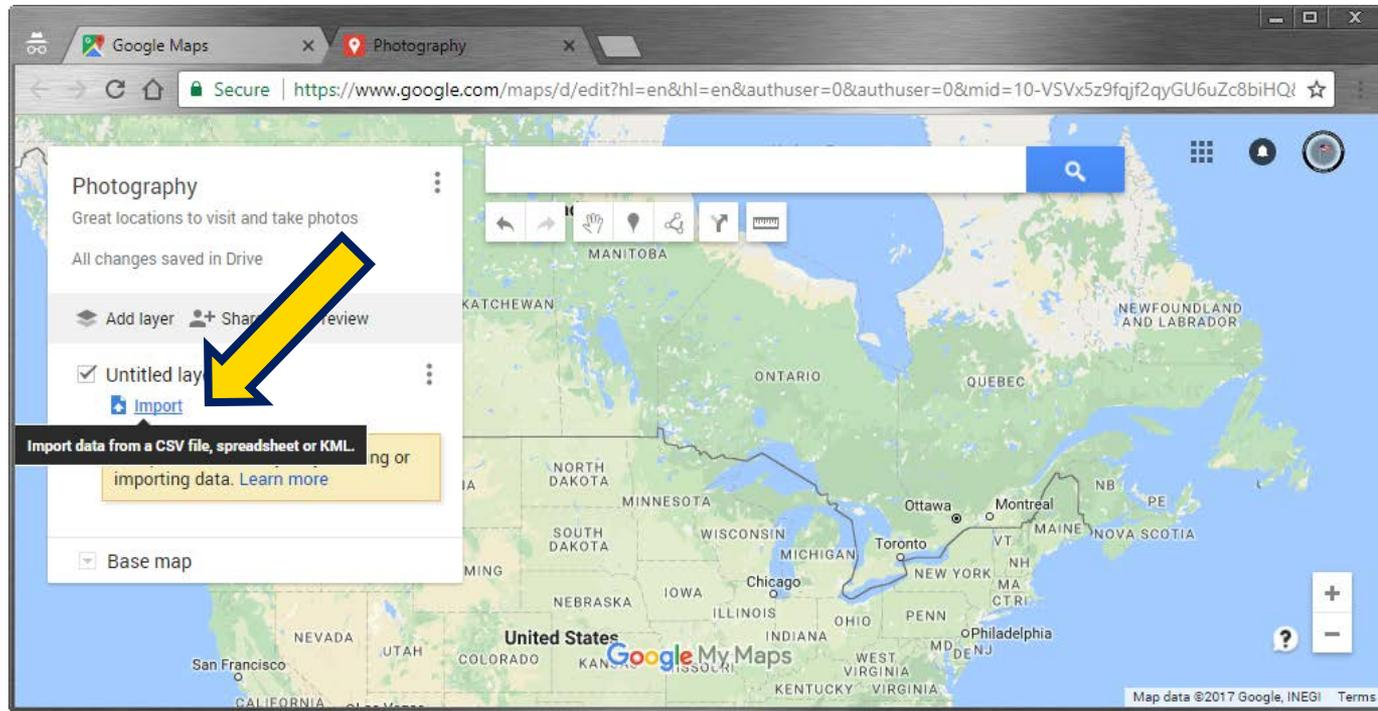 Google Maps
Photography
Secure
https://www.google.com/maps/d/edit?hl=en&hl=en&authuser=0&authuser=0&mid=10-VSVx5z9fqjf2qyGU6uZc8biHQ
Photography
Great locations to visit and take photos
All changes saved in Drive
Add layer
Untitled
Import
Import data from a CSV file, spreadsheet or KML.
importing data. Learn more
Base map
MANITOBA
NEWFOUNDLAND
AND LABRADOR
ONTARIO
QUEBEC
NORTH
DAKOTA
MINNESOTA
Ottawa
Montreal
NB
PE
SOUTH
DAKOTA
WISCONSIN
MICHIGAN
Toronto
VT
MAINE
NOVA SCOTIA
NH
NEW YORK
MA
CT RI
Chicago
IOWA
NEBRASKA
ILLINOIS
OHIO
PENN
NEVADA
UTAH
United States
INDIANA
Philadelphia
MD
DE NJ
San Francisco
COLORADO
Google My Maps
WEST
VIRGINIA
KENTUCKY
VIRGINIA
CALIFORNIA
?
Map data ©2017 Google, INEGI
Terms